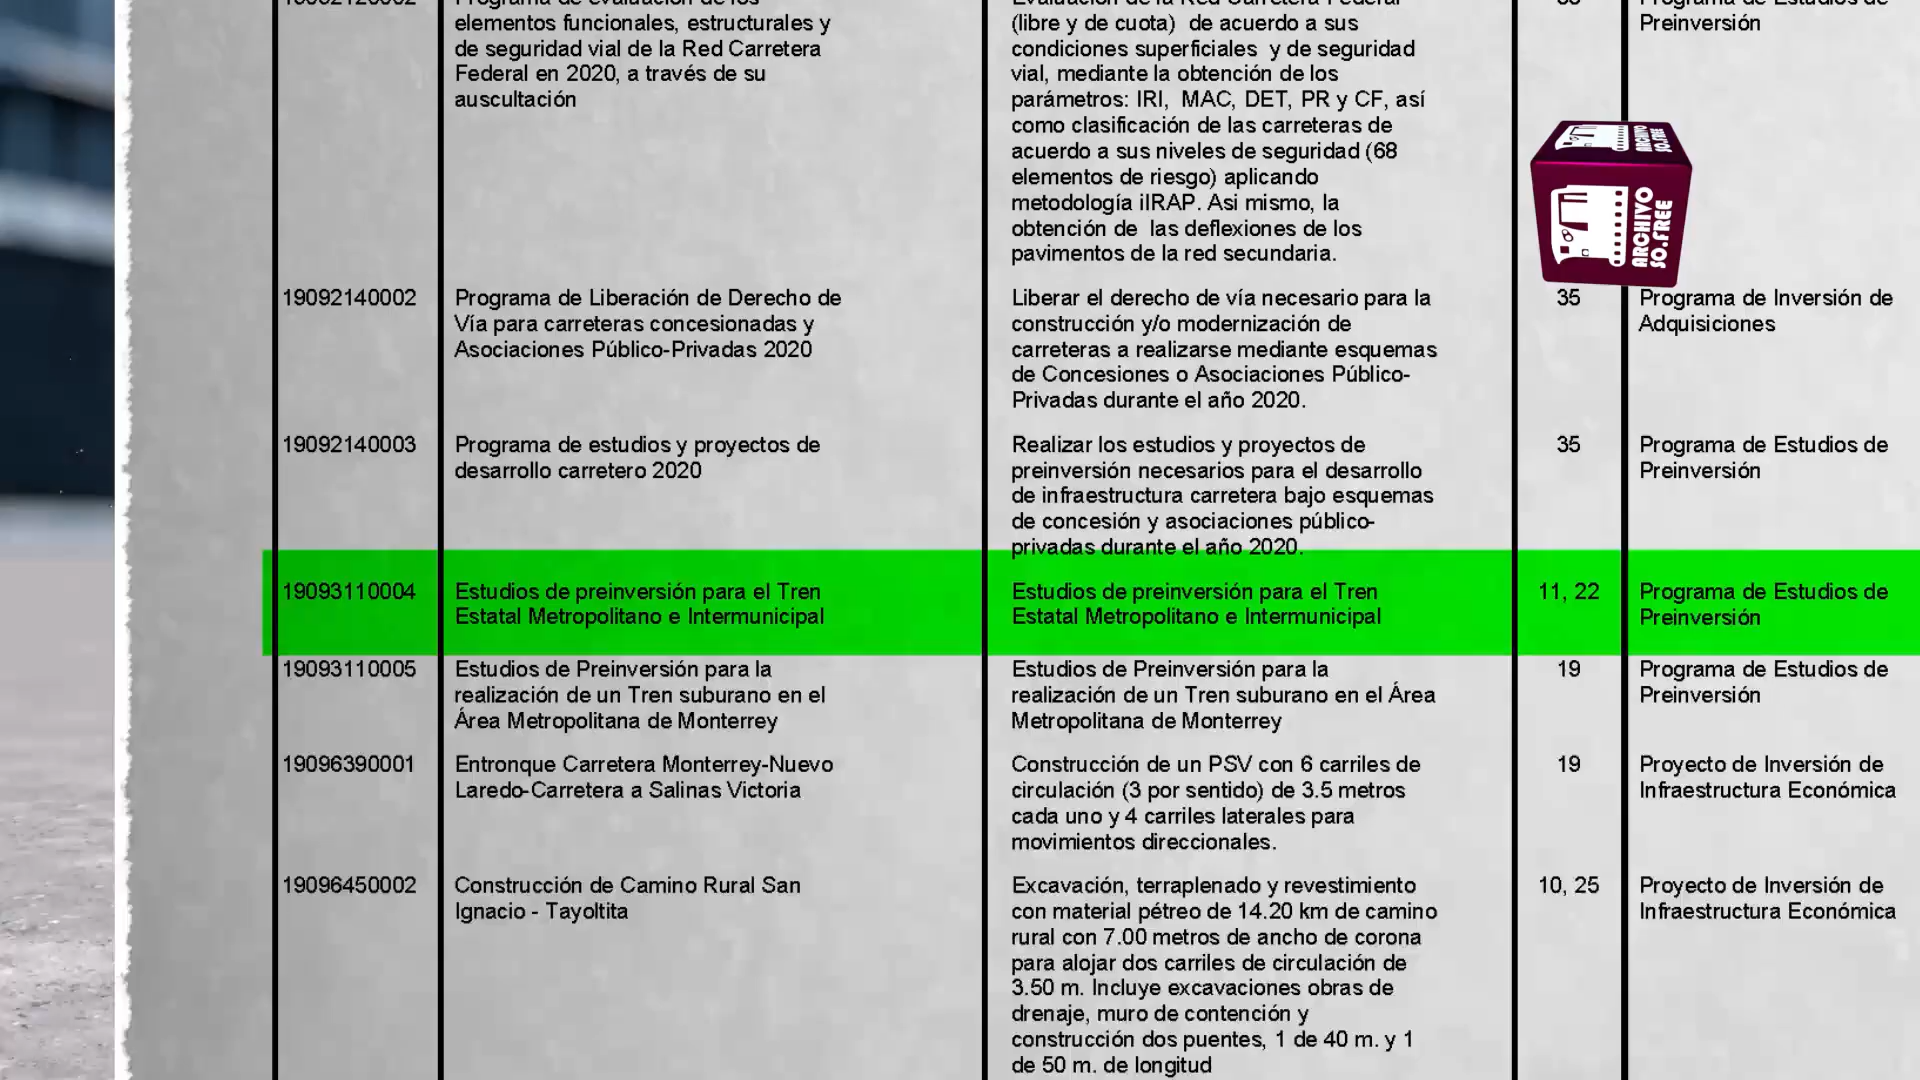 elementos funcionales, estructurales y
de seguridad vial de la Red Carretera
Federal en 2020, a través de su
auscultación
(libre y de cuota)  de acuerdo a sus
condiciones superficiales  y de seguridad
vial, mediante la obtención de los
parámetros: IRI,  MAC, DET, PR y CF, así
como clasificación de las carreteras de
acuerdo a sus niveles de seguridad (68
elementos de riesgo) aplicando
metodología iIRAP. Asi mismo, la
obtención de  las deflexiones de los
pavimentos de la red secundaria.
Preinversión
ARCHIVO
SO.FREE
ARCHIVO
SO.FREE
19092140002
Programa de Liberación de Derecho de
Vía para carreteras concesionadas y
Asociaciones Público-Privadas 2020
Liberar el derecho de vía necesario para la
construcción y/o modernización de
carreteras a realizarse mediante esquemas
de Concesiones o Asociaciones Público-
Privadas durante el año 2020.
35
Programa de Inversión de
Adquisiciones
19092140003
Programa de estudios y proyectos de
desarrollo carretero 2020
Realizar los estudios y proyectos de
preinversión necesarios para el desarrollo
de infraestructura carretera bajo esquemas
de concesión y asociaciones público-
privadas durante el año 2020.
35
Programa de Estudios de
Preinversión
19093110004
Estudios de preinversión para el Tren
Estatal Metropolitano e Intermunicipal
Estudios de preinversión para el Tren
Estatal Metropolitano e Intermunicipal
11, 22
Programa de Estudios de
Preinversión
19093110005
Estudios de Preinversión para la
realización de un Tren suburano en el
Área Metropolitana de Monterrey
Estudios de Preinversión para la
realización de un Tren suburano en el Área
Metropolitana de Monterrey
19
Programa de Estudios de
Preinversión
19096390001
Entronque Carretera Monterrey-Nuevo
Laredo-Carretera a Salinas Victoria
Construcción de un PSV con 6 carriles de
circulación (3 por sentido) de 3.5 metros
cada uno y 4 carriles laterales para
movimientos direccionales.
19
Proyecto de Inversión de
Infraestructura Económica
19096450002
Construcción de Camino Rural San
Ignacio - Tayoltita
Excavación, terraplenado y revestimiento
con material pétreo de 14.20 km de camino
rural con 7.00 metros de ancho de corona
para alojar dos carriles de circulación de
3.50 m. Incluye excavaciones obras de
drenaje, muro de contención y
construcción dos puentes, 1 de 40 m. y 1
de 50 m. de longitud
10, 25
Proyecto de Inversión de
Infraestructura Económica